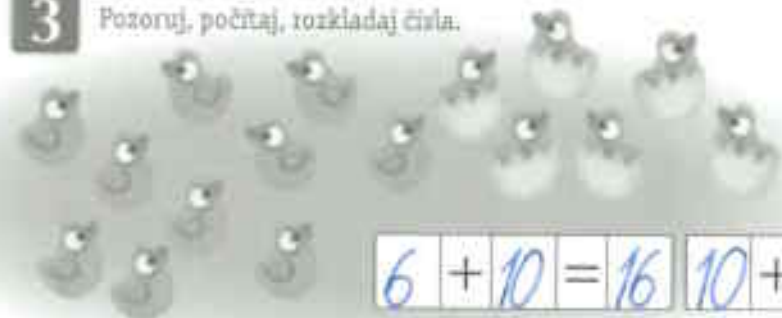 3 Pozoruj, počítaj, rozkladaj čísla.
6 + 10 = 16 10 +